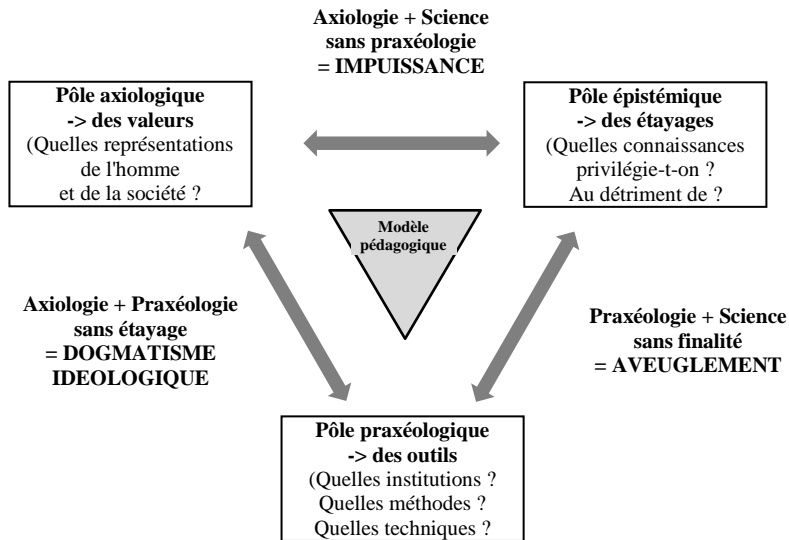 Axiologie + Science
sans praxéologie
= IMPUISSANCE
Pôle axiologique
-> des valeurs
(Quelles représentations
de l'homme
et de la société ?
Pôle épistémique
-> des étayages
(Quelles connaissances
privilégie-t-on ?
Au détriment de ?
Modèle
pédagogique
Axiologie + Praxéologie
sans étayage
= DOGMATISME
IDEOLOGIQUE
Praxéologie + Science
sans finalité
= AVEUGLEMENT
Pôle praxéologique
-> des outils
(Quelles institutions ?
Quelles méthodes ?
Quelles techniques ?